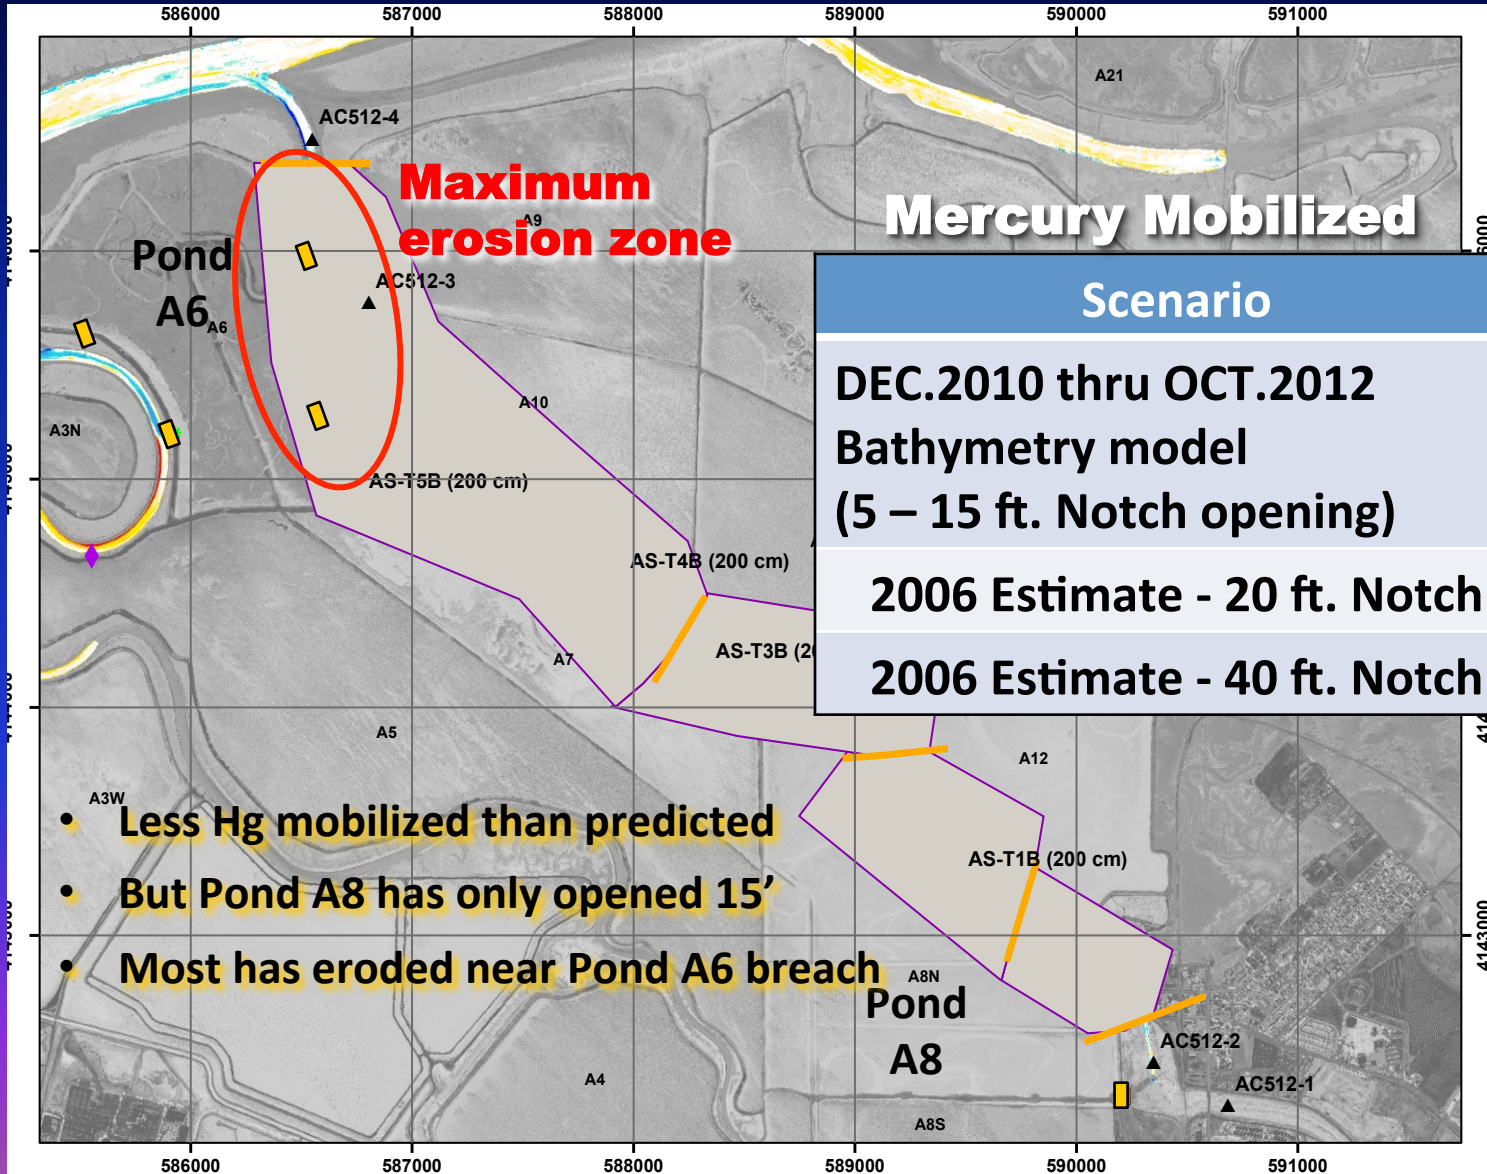 586000 587000 588000 589000 590000 591000
A21
AC512-4
Maximum
erosion zone
A9
Mercury Mobilized
Pond
A6
A6
AC512-3
Scenario
DEC.2010 thru OCT.2012
Bathymetry model
(5 – 15 ft. Notch opening)
2006 Estimate - 20 ft. Notch
2006 Estimate - 40 ft. Notch
A10
A3N
AS-T5B (200 cm)
AS-T4B (200 cm)
AS-T3B (20
A7
A5
A12
A3W
• Less Hg mobilized than predicted
• But Pond A8 has only opened 15’
• Most has eroded near Pond A6 breach
AS-T1B (200 cm)
4143000
A8N
Pond
A8
AC512-2
AC512-1
A4
A8S
586000 587000 588000 589000 590000 591000